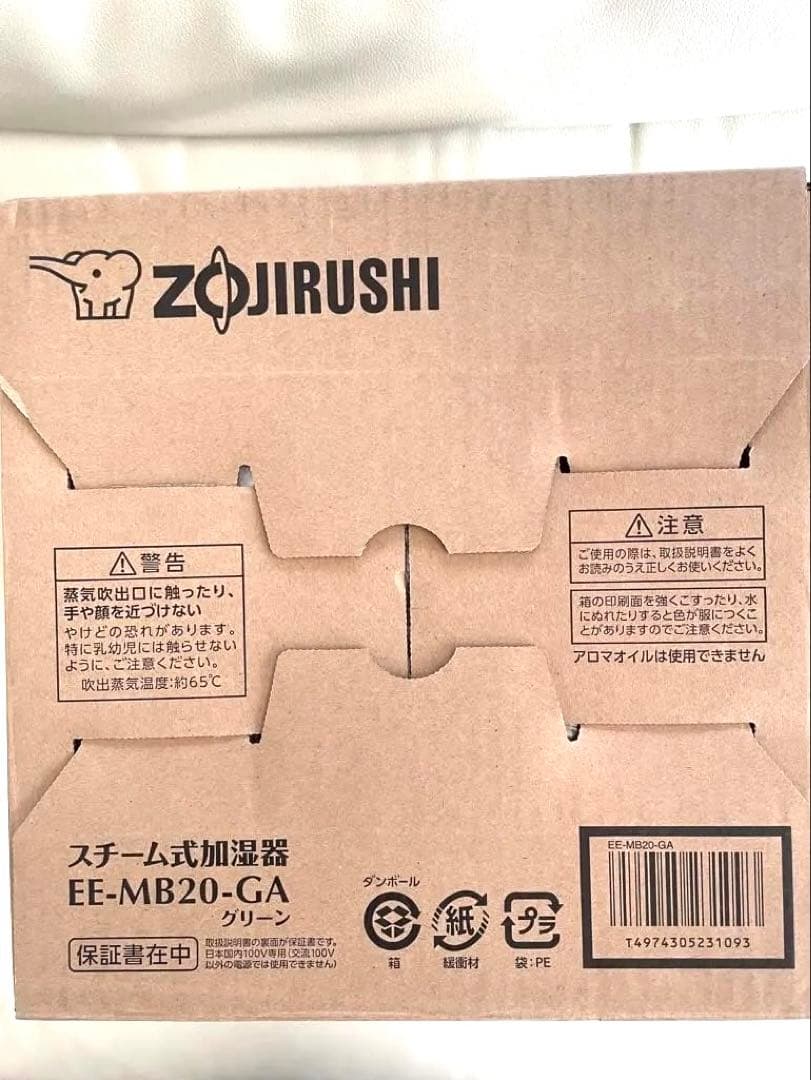 ZOJIRUSHI
警告
蒸気吹出口に触ったり、
手や顔を近づけない
やけどの恐れがあります。
特に乳幼児には触らせない
ように、ご注意ください。
吹出蒸気温度:約65℃
注意
ご使用の際は、取扱説明書をよく
お読みのうえ正しくお使いください。
箱の印刷面を強くこすったり、水
にぬれたりすると色が服につくこ
とがありますのでご注意ください。
アロマオイルは使用できません
スチーム式加湿器
EE-MB20-GA
グリーン
保証書在中
取扱説明書の裏面が保証書です。
日本国内100V専用(交流100V
以外の電源では使用できません)
ダンボール
箱
紙
緩衝材
プラ
袋:PE
EE-MB20-GA
T4974305231093